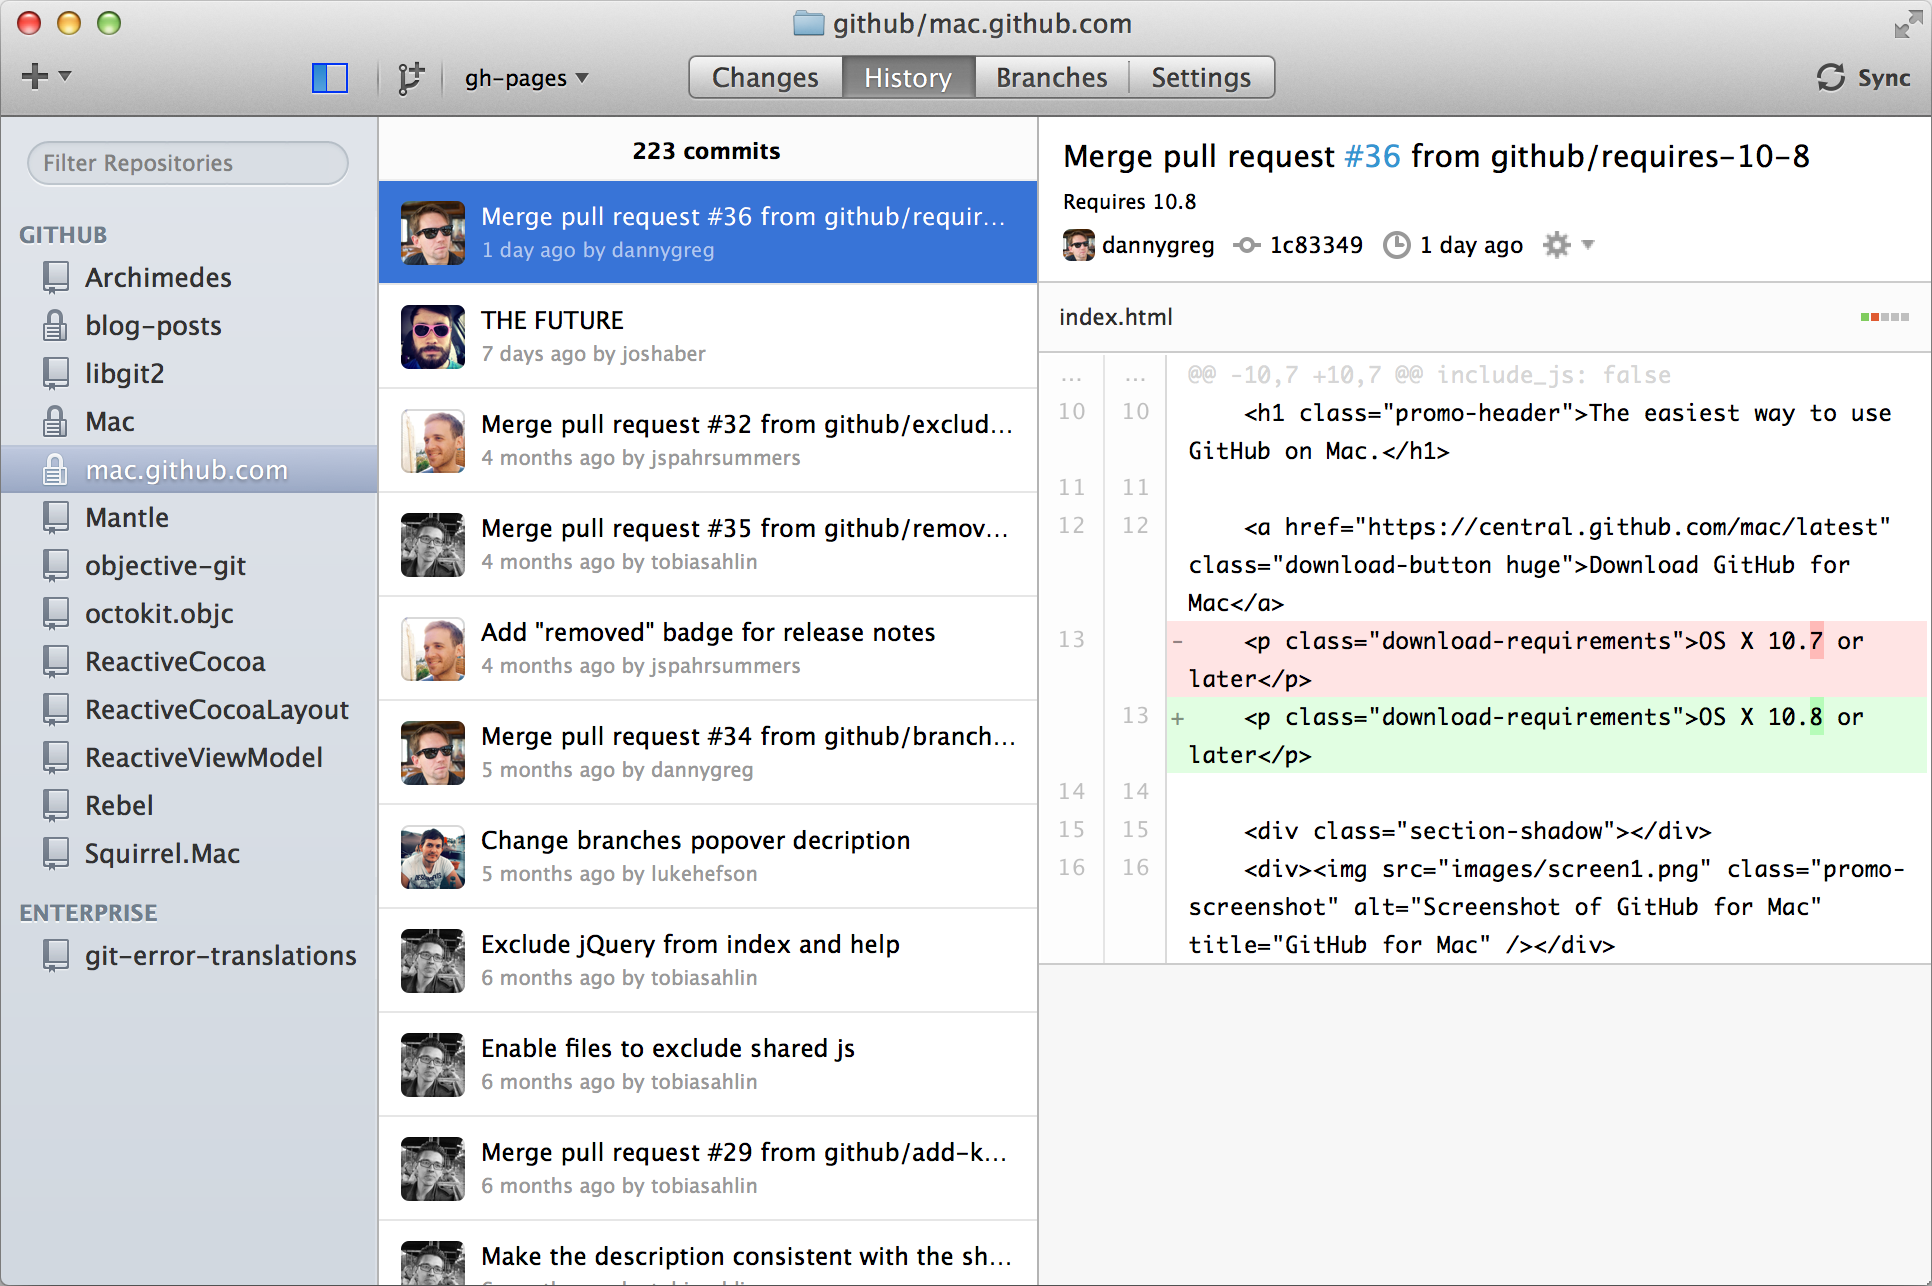 github/mac.github.com
gh-pages
Changes
History
Branches
Settings
Sync
Filter Repositories
GITHUB
Archimedes
blog-posts
libgit2
Mac
mac.github.com
Mantle
objective-git
octokit.objc
ReactiveCocoa
ReactiveCocoaLayout
ReactiveViewModel
Rebel
Squirrel.Mac
ENTERPRISE
git-error-translations
223 commits
Merge pull request #36 from github/requir...
1 day ago by dannygreg
THE FUTURE
7 days ago by joshaber
Merge pull request #32 from github/exclud...
4 months ago by jspahrsummers
Merge pull request #35 from github/remov...
4 months ago by tobiasahlin
Add "removed" badge for release notes
4 months ago by jspahrsummers
Merge pull request #34 from github/branch...
5 months ago by dannygreg
Change branches popover decription
5 months ago by lukehefson
Exclude jQuery from index and help
6 months ago by tobiasahlin
Enable files to exclude shared js
6 months ago by tobiasahlin
Merge pull request #29 from github/add-k...
6 months ago by tobiasahlin
Make the description consistent with the sh...
Merge pull request #36 from github/requires-10-8
Requires 10.8
dannygreg 1c83349 1 day ago
index.html
... ... @@ -10,7 +10,7 @@ include_js: false
10 10 <h1 class="promo-header">The easiest way to use
GitHub on Mac.</h1>
11 11
12 12 <a href="https://central.github.com/mac/latest"
class="download-button huge">Download GitHub for
Mac</a>
13 - <p class="download-requirements">OS X 10.7 or
later</p>
13 + <p class="download-requirements">OS X 10.8 or
later</p>
14 14
15 15 <div class="section-shadow"></div>
16 16 <div><img src="images/screen1.png" class="promo-
screenshot" alt="Screenshot of GitHub for Mac"
title="GitHub for Mac" /></div>